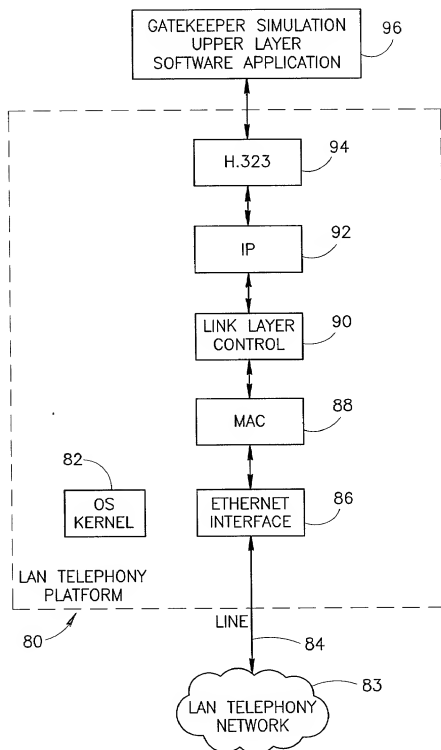 GATEKEEPER SIMULATION
UPPER LAYER
SOFTWARE APPLICATION
96
H.323
94
IP
92
LINK LAYER
CONTROL
90
MAC
88
82
OS
KERNEL
ETHERNET
INTERFACE
86
LAN TELEPHONY
PLATFORM
80
LINE
84
83
LAN TELEPHONY
NETWORK